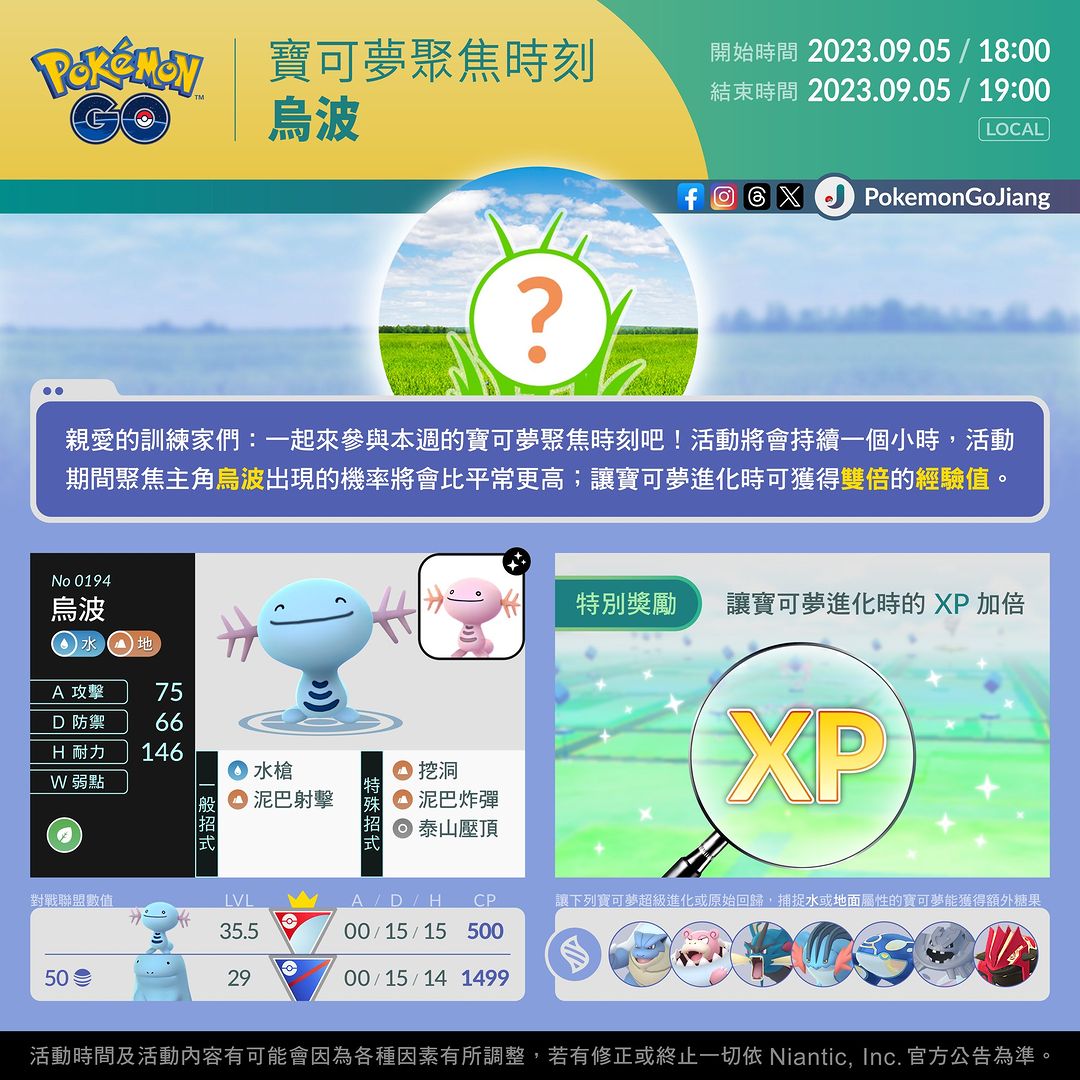 POKÉMON GO
TM
寶可夢聚焦時刻
烏波
開始時間 2023.09.05 / 18:00
結束時間 2023.09.05 / 19:00
LOCAL
PokemonGoJiang
?
親愛的訓練家們：一起來參與本週的寶可夢聚焦時刻吧！活動將會持續一個小時，活動
期間聚焦主角烏波出現的機率將會比平常更高；讓寶可夢進化時可獲得雙倍的經驗值。
No 0194
烏波
水 地
A 攻擊 75
D 防禦 66
H 耐力 146
W 弱點
一般招式
水槍
泥巴射擊
特殊招式
挖洞
泥巴炸彈
泰山壓頂
特別獎勵 讓寶可夢進化時的 XP 加倍
XP
對戰聯盟數值 LVL A / D / H CP
35.5 00 / 15 / 15 500
50 29 00 / 15 / 14 1499
讓下列寶可夢超級進化或原始回歸，捕捉水或地面屬性的寶可夢能獲得額外糖果
活動時間及活動內容有可能會因為各種因素有所調整，若有修正或終止一切依 Niantic, Inc. 官方公告為準。